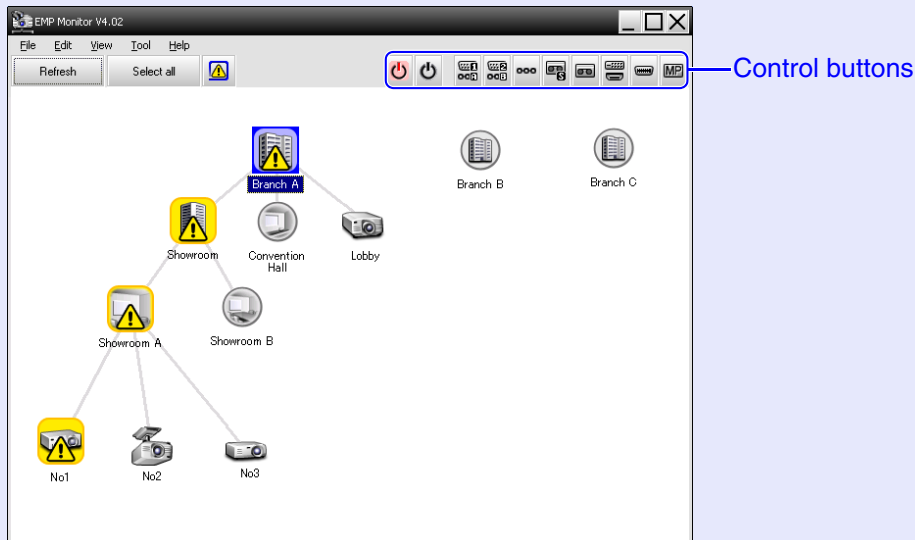 EMP Monitor V4.02
File Edit View Tool Help
Refresh Select all
MP
Control buttons
Branch A
Branch B
Branch C
Showroom
Convention
Hall
Lobby
Showroom A
Showroom B
No1
No2
No3